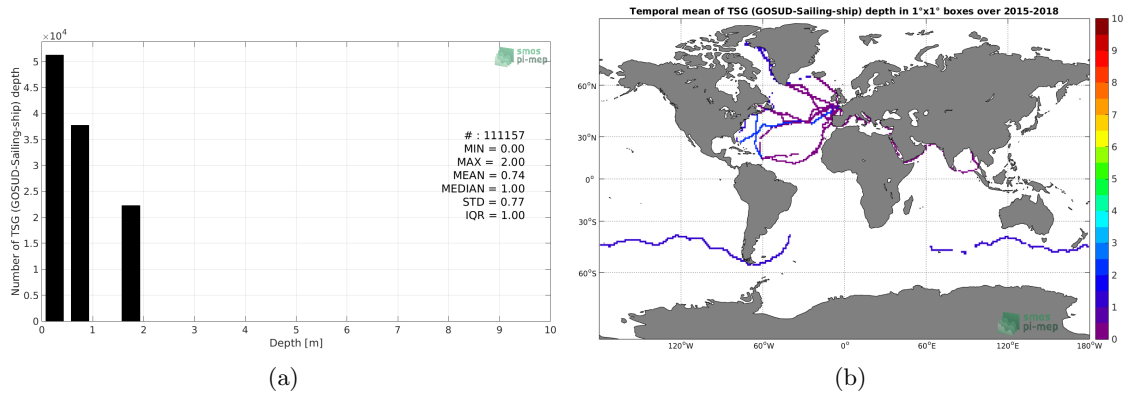 Temporal mean of TSG (GOSUD-Sailing-ship) depth in 1°x1° boxes over 2015-2018
×10⁴
Number of TSG (GOSUD-Sailing-ship) depth
5
4.5
4
3.5
3
2.5
2
1.5
1
0.5
0
smos
pi-mep
# : 111157
MIN = 0.00
MAX = 2.00
MEAN = 0.74
MEDIAN = 1.00
STD = 0.77
IQR = 1.00
0 1 2 3 4 5 6 7 8 9 10
Depth [m]
(a)
60°N
30°N
0°
30°S
60°S
120°W 60°W 0° 60°E 120°E 180°W
smos
pi-mep
10
9
8
7
6
5
4
3
2
1
0
(b)